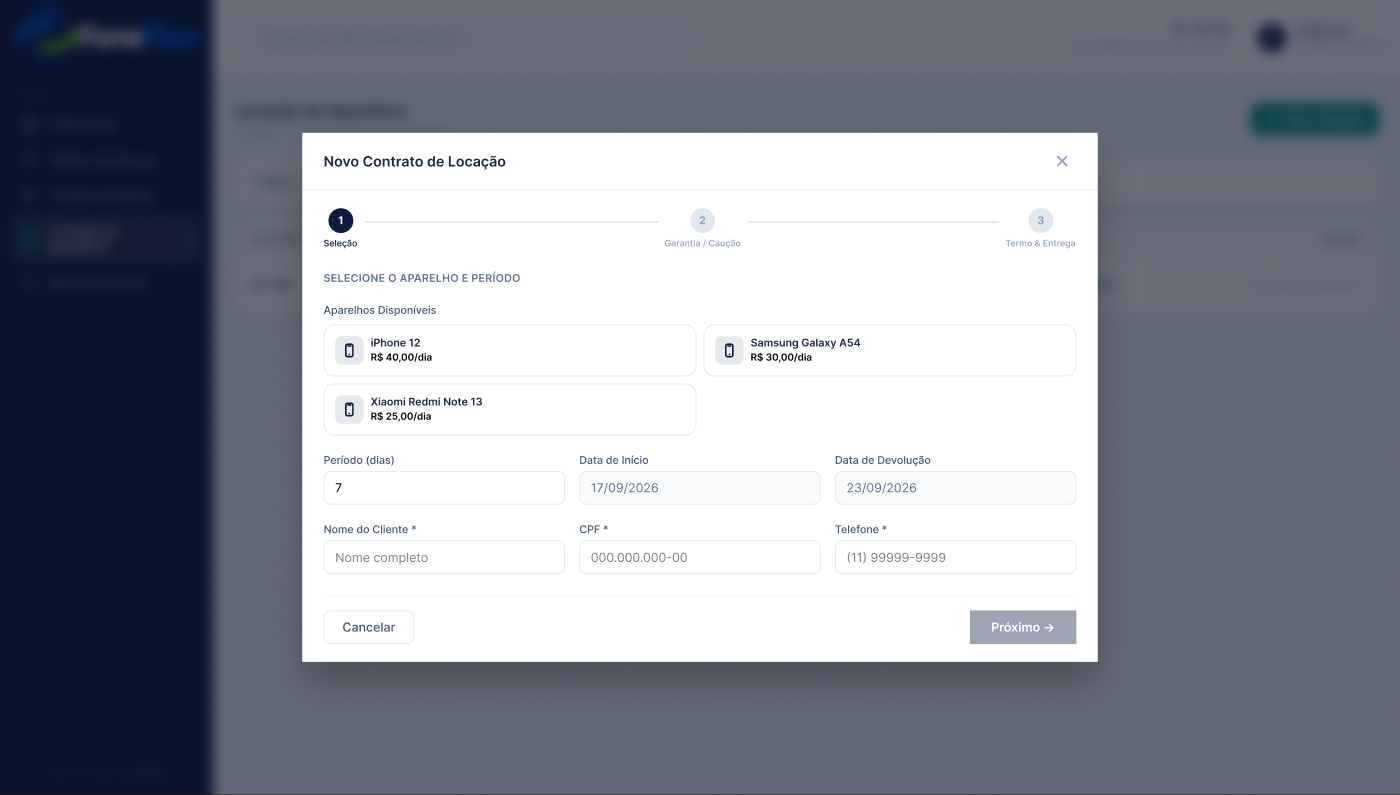 Novo Contrato de Locação
1
2
3
Seleção
Garantia / Caução
Termo & Entrega
SELECIONE O APARELHO E PERÍODO
Aparelhos Disponíveis
iPhone 12
R$ 40,00/dia
Samsung Galaxy A54
R$ 30,00/dia
Xiaomi Redmi Note 13
R$ 25,00/dia
Período (dias)
Data de Início
Data de Devolução
7
17/09/2026
23/09/2026
Nome do Cliente *
CPF *
Telefone *
Nome completo
000.000.000-00
(11) 99999-9999
Cancelar
Próximo →